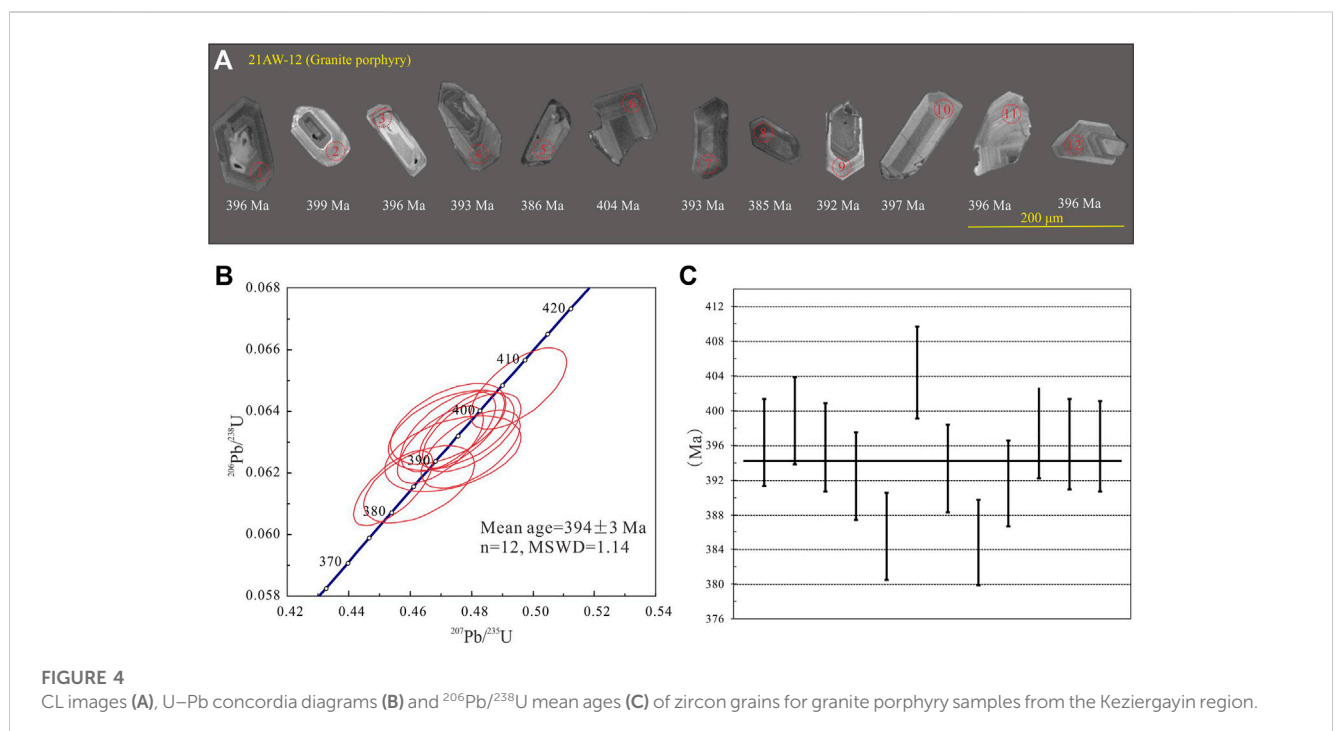 A 21AW-12 (Granite porphyry)
1 2 3 5 6 7 8 9 10 11
396 Ma 399 Ma 396 Ma 393 Ma 386 Ma 404 Ma 393 Ma 385 Ma 392 Ma 397 Ma 396 Ma 396 Ma
200 μm
B
0.068
0.066
0.064
0.062
0.060
0.058
420
410
400
390
380
370
Mean age=394±3 Ma
n=12, MSWD=1.14
0.42 0.44 0.46 0.48 0.50 0.52 0.54
²⁰⁶Pb/²³⁸U
²⁰⁷Pb/²³⁵U
C
412
408
404
400
396
392
388
384
380
376
(Ma)
FIGURE 4
CL images (A), U–Pb concordia diagrams (B) and ²⁰⁶Pb/²³⁸U mean ages (C) of zircon grains for granite porphyry samples from the Keziergayin region.